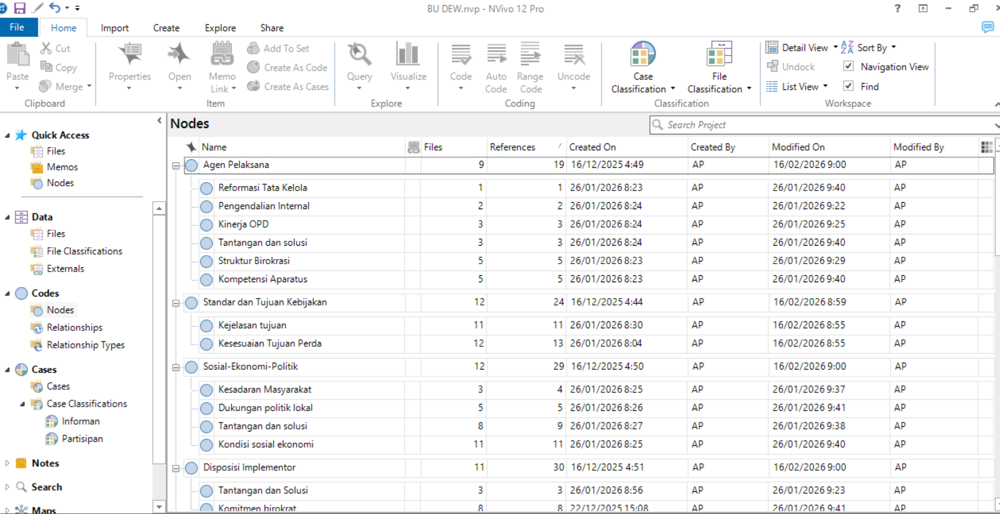 BU DEW.nvp - NVivo 12 Pro
?
File Home Import Create Explore Share
Paste
Cut
Copy
Merge
Clipboard
Properties
Open
Memo Link
Add To Set
Create As Code
Create As Cases
Item
Query
Visualize
Explore
Code
Auto Code
Range Code
Uncode
Coding
Case Classification
File Classification
Classification
Detail View
Sort By
Undock
Navigation View
List View
Find
Workspace
Quick Access
Files
Memos
Nodes
Data
Files
File Classifications
Externals
Codes
Nodes
Relationships
Relationship Types
Cases
Cases
Case Classifications
Informan
Partisipan
Notes
Search
Maps
Nodes
Search Project
Name Files References Created On Created By Modified On Modified By
Agen Pelaksana 9 19 16/12/2025 4:49 AP 16/02/2026 9:00 AP
Reformasi Tata Kelola 1 1 26/01/2026 8:23 AP 26/01/2026 9:40 AP
Pengendalian Internal 2 2 26/01/2026 8:24 AP 26/01/2026 9:22 AP
Kinerja OPD 3 3 26/01/2026 8:24 AP 26/01/2026 9:25 AP
Tantangan dan solusi 3 3 26/01/2026 8:24 AP 26/01/2026 9:40 AP
Struktur Birokrasi 5 5 26/01/2026 8:23 AP 26/01/2026 9:29 AP
Kompetensi Aparatus 5 5 26/01/2026 8:23 AP 26/01/2026 9:40 AP
Standar dan Tujuan Kebijakan 12 24 16/12/2025 4:44 AP 16/02/2026 8:59 AP
Kejelasan tujuan 11 11 26/01/2026 8:30 AP 16/02/2026 8:55 AP
Kesesuaian Tujuan Perda 12 13 26/01/2026 8:04 AP 16/02/2026 8:55 AP
Sosial-Ekonomi-Politik 12 29 16/12/2025 4:50 AP 16/02/2026 9:00 AP
Kesadaran Masyarakat 3 4 26/01/2026 8:25 AP 26/01/2026 9:37 AP
Dukungan politik lokal 5 5 26/01/2026 8:26 AP 26/01/2026 9:41 AP
Tantangan dan solusi 8 9 26/01/2026 8:27 AP 26/01/2026 9:38 AP
Kondisi sosial ekonomi 11 11 26/01/2026 8:25 AP 26/01/2026 9:40 AP
Disposisi Implementor 11 30 16/12/2025 4:51 AP 16/02/2026 9:00 AP
Tantangan dan Solusi 3 3 26/01/2026 8:56 AP 26/01/2026 9:23 AP
Komitmen birokrat 8 8 22/12/2025 15:08 AP 26/01/2026 9:41 AP